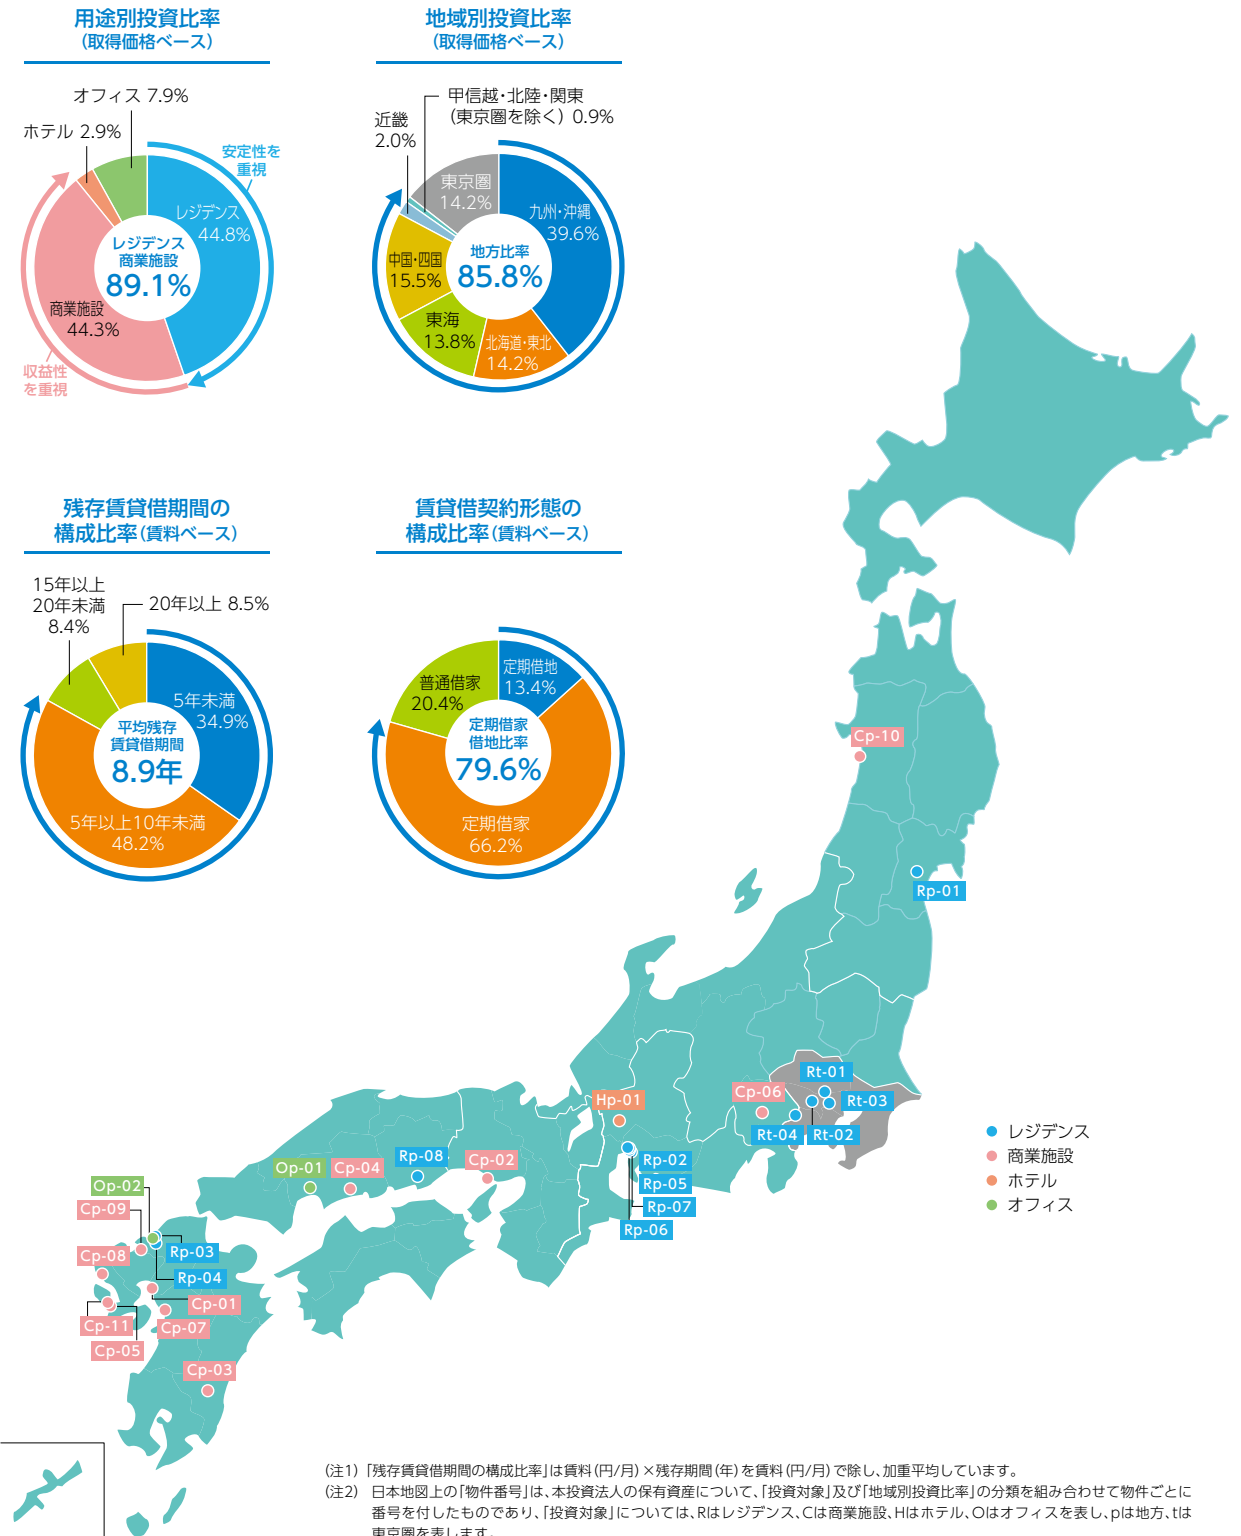 用途別投資比率
（取得価格ベース）
オフィス 7.9%
ホテル 2.9%
安定性を
重視
レジデンス
44.8%
レジデンス
商業施設
89.1%
商業施設
44.3%
収益性
を重視
地域別投資比率
（取得価格ベース）
甲信越・北陸・関東
（東京圏を除く）0.9%
近畿
2.0%
東京圏
14.2%
九州・沖縄
39.6%
地方比率
85.8%
中国・四国
15.5%
東海
13.8%
北海道・東北
14.2%
残存賃貸借期間の
構成比率（賃料ベース）
15年以上
20年未満
8.4%
20年以上 8.5%
5年未満
34.9%
平均残存
賃貸借期間
8.9年
5年以上10年未満
48.2%
賃貸借契約形態の
構成比率（賃料ベース）
定期借地
13.4%
普通借家
20.4%
定期借家
借地比率
79.6%
定期借家
66.2%
Cp-10
Rp-01
Rt-01
Cp-06
Rt-03
Hp-01
Rt-04
Rt-02
レジデンス
商業施設
ホテル
オフィス
Rp-08
Cp-02
Rp-02
Op-01
Cp-04
Rp-05
Op-02
Rp-07
Cp-09
Rp-06
Cp-08
Rp-03
Rp-04
Cp-01
Cp-11
Cp-07
Cp-05
Cp-03
（注1）「残存賃貸借期間の構成比率」は賃料（円/月）×残存期間（年）を賃料（円/月）で除し、加重平均しています。
（注2） 日本地図上の「物件番号」は、本投資法人の保有資産について、「投資対象」及び「地域別投資比率」の分類を組み合わせて物件ごとに
番号を付したものであり、「投資対象」については、Rはレジデンス、Cは商業施設、Hはホテル、Oはオフィスを表し、pは地方、tは
東京圏を表します。